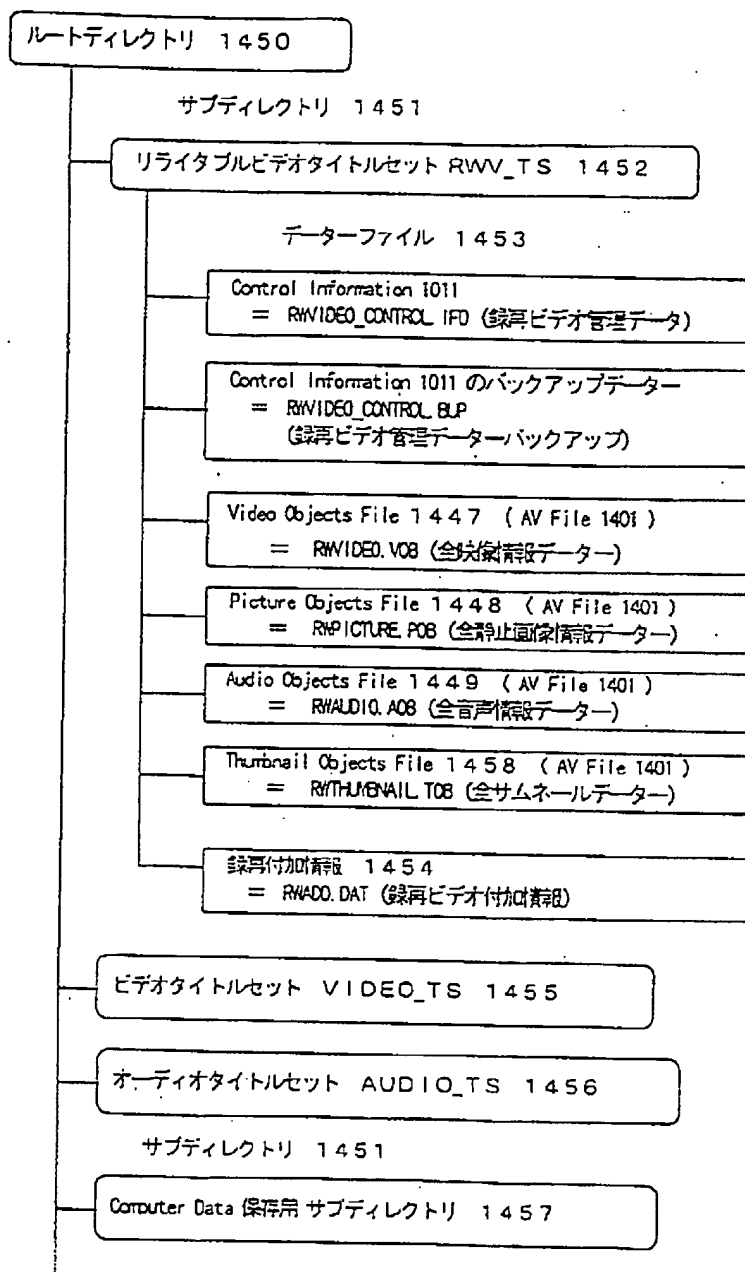 ルートディレクトリ 1450
サブディレクトリ 1451
リライタブルビデオタイトルセット RWV_TS 1452
データーファイル 1453
Control Information 1011
= RWVIDEO_CONTROL.IFO (録再ビデオ管理データ)
Control Information 1011 のバックアップデーター
= RWVIDEO_CONTROL.BUP
(録再ビデオ管理データーバックアップ)
Video Objects File 1447 ( AV File 1401 )
= RWVIDEO.VOB (全映像情報データー)
Picture Objects File 1448 ( AV File 1401 )
= RWPICTURE.POB (全静止画像情報データー)
Audio Objects File 1449 ( AV File 1401 )
= RWAUDIO.AOB (全音声情報データー)
Thumbnail Objects File 1458 ( AV File 1401 )
= RWTHUMBNAIL.TOB (全サムネールデーター)
録再付加情報 1454
= RWADD.DAT (録再ビデオ付加情報)
ビデオタイトルセット VIDEO_TS 1455
オーディオタイトルセット AUDIO_TS 1456
サブディレクトリ 1451
Computer Data 保存用 サブディレクトリ 1457